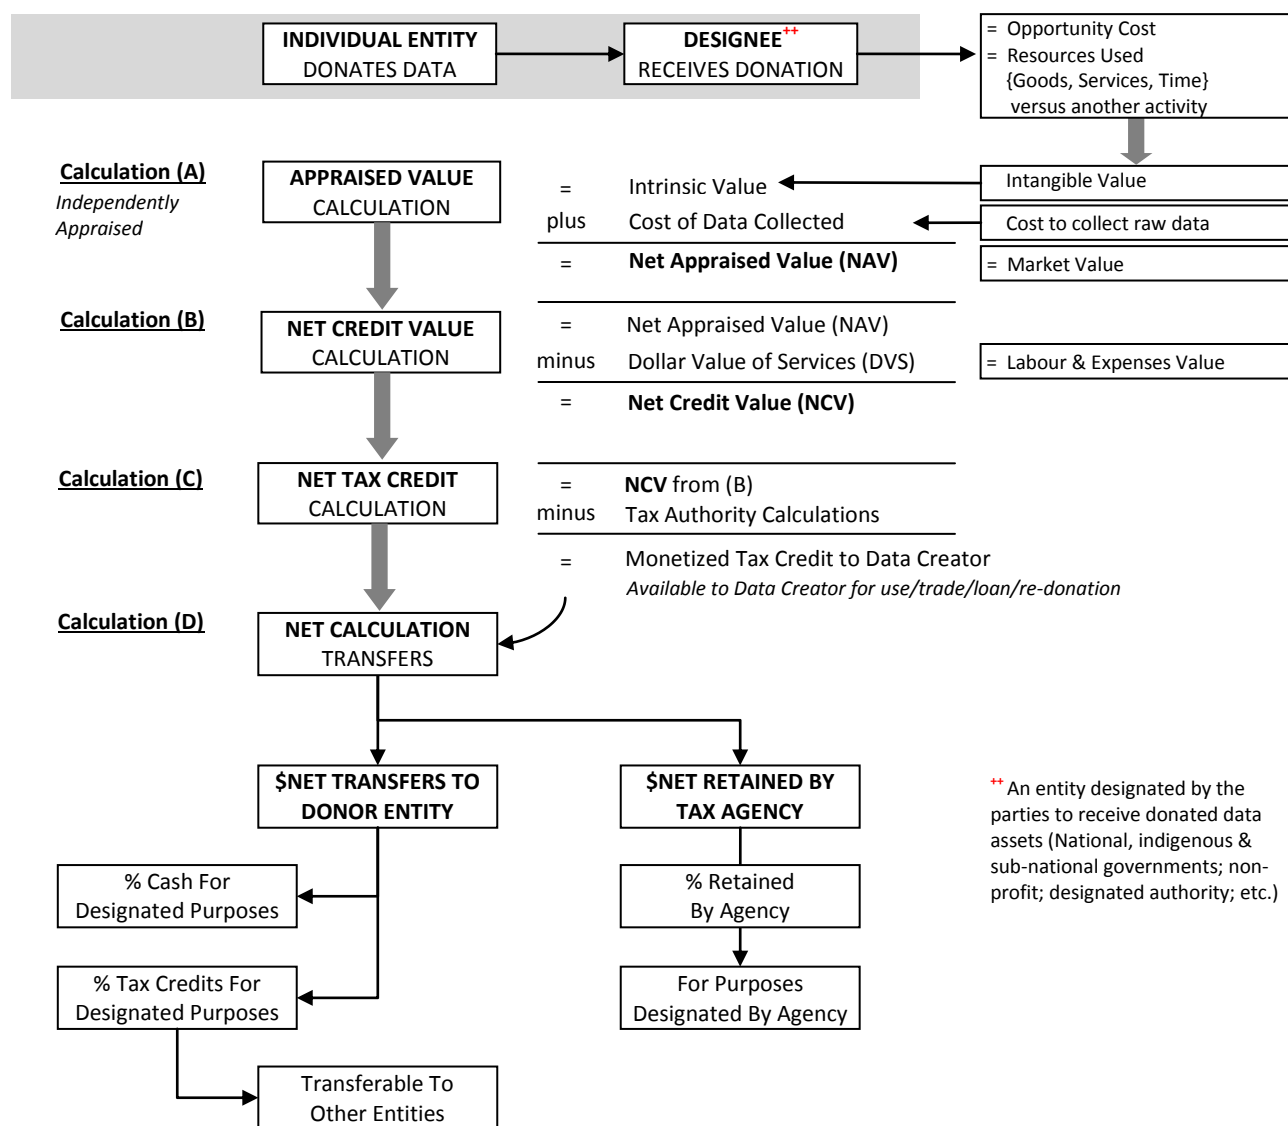 INDIVIDUAL ENTITY
DONATES DATA
DESIGNEE++
RECEIVES DONATION
= Opportunity Cost
= Resources Used
{Goods, Services, Time}
versus another activity
Calculation (A)
Independently
Appraised
APPRAISED VALUE
CALCULATION
= Intrinsic Value
Intangible Value
plus Cost of Data Collected
Cost to collect raw data
= Net Appraised Value (NAV)
= Market Value
Calculation (B)
NET CREDIT VALUE
CALCULATION
= Net Appraised Value (NAV)
minus Dollar Value of Services (DVS)
= Labour & Expenses Value
= Net Credit Value (NCV)
Calculation (C)
NET TAX CREDIT
CALCULATION
= NCV from (B)
minus Tax Authority Calculations
= Monetized Tax Credit to Data Creator
Available to Data Creator for use/trade/loan/re-donation
Calculation (D)
NET CALCULATION
TRANSFERS
$NET TRANSFERS TO
DONOR ENTITY
$NET RETAINED BY
TAX AGENCY
++ An entity designated by the
parties to receive donated data
assets (National, indigenous &
sub-national governments; non-
profit; designated authority; etc.)
% Cash For
Designated Purposes
% Retained
By Agency
% Tax Credits For
Designated Purposes
For Purposes
Designated By Agency
Transferable To
Other Entities